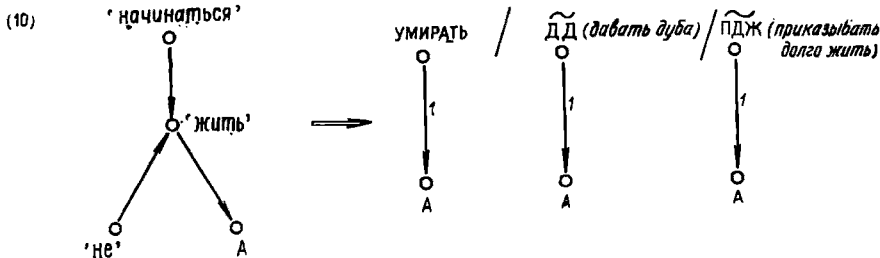 (10) 'начинаться' УМИРАТЬ / ДД (давать дуба) / ПДЖ (приказывать
долго жить)
'жить' 1 1 1
'не' А А А А